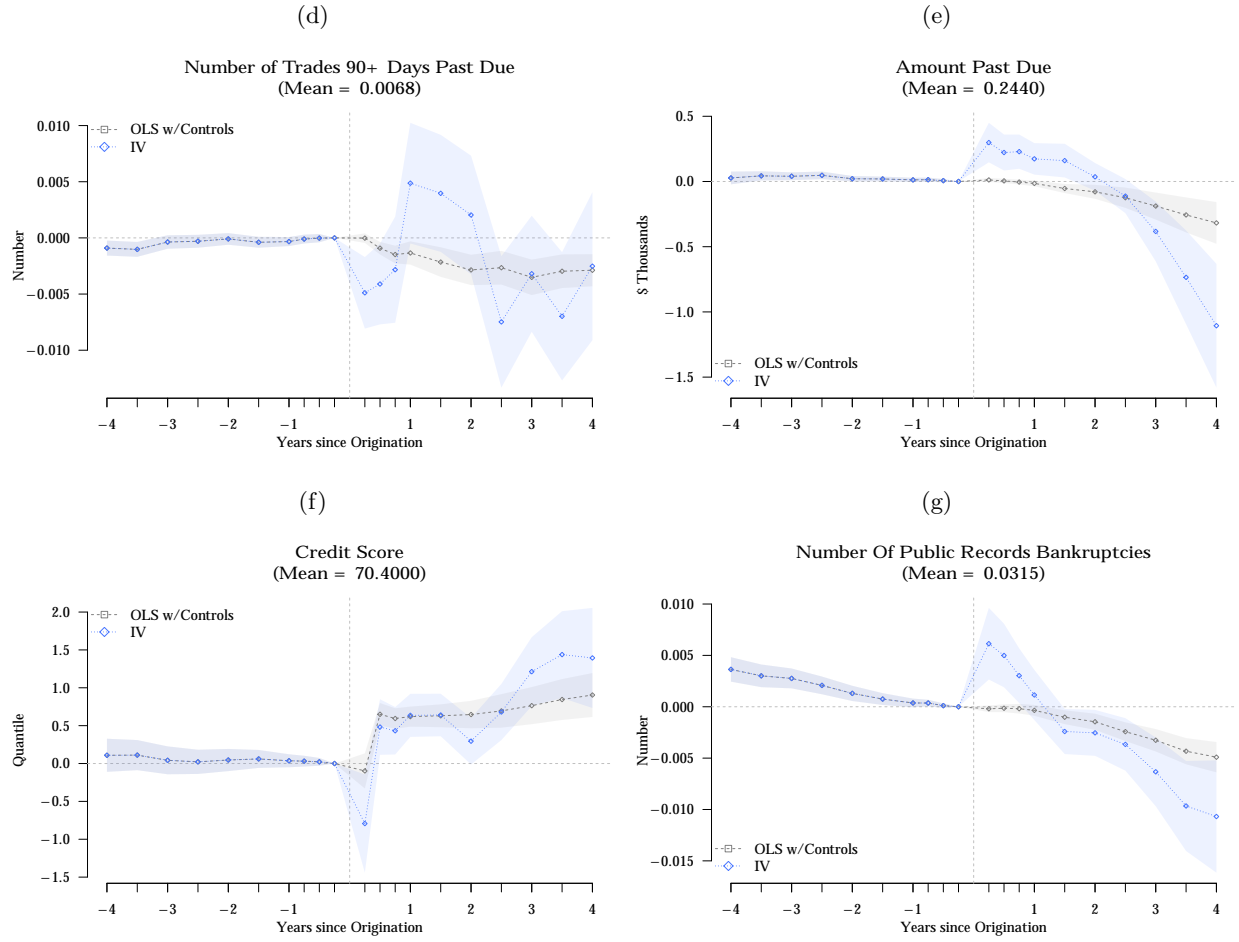 (d)
Number of Trades 90+ Days Past Due
(Mean = 0.0068)
OLS w/Controls
IV
0.010
0.005
0.000
−0.005
−0.010
Number
−4 −3 −2 −1 1 2 3 4
Years since Origination
(e)
Amount Past Due
(Mean = 0.2440)
0.5
0.0
−0.5
−1.0
−1.5
$ Thousands
OLS w/Controls
IV
−4 −3 −2 −1 1 2 3 4
Years since Origination
(f)
Credit Score
(Mean = 70.4000)
OLS w/Controls
IV
2.0
1.5
1.0
0.5
0.0
−0.5
−1.0
−1.5
Quantile
−4 −3 −2 −1 1 2 3 4
Years since Origination
(g)
Number Of Public Records Bankruptcies
(Mean = 0.0315)
0.010
0.005
0.000
−0.005
−0.010
−0.015
Number
OLS w/Controls
IV
−4 −3 −2 −1 1 2 3 4
Years since Origination